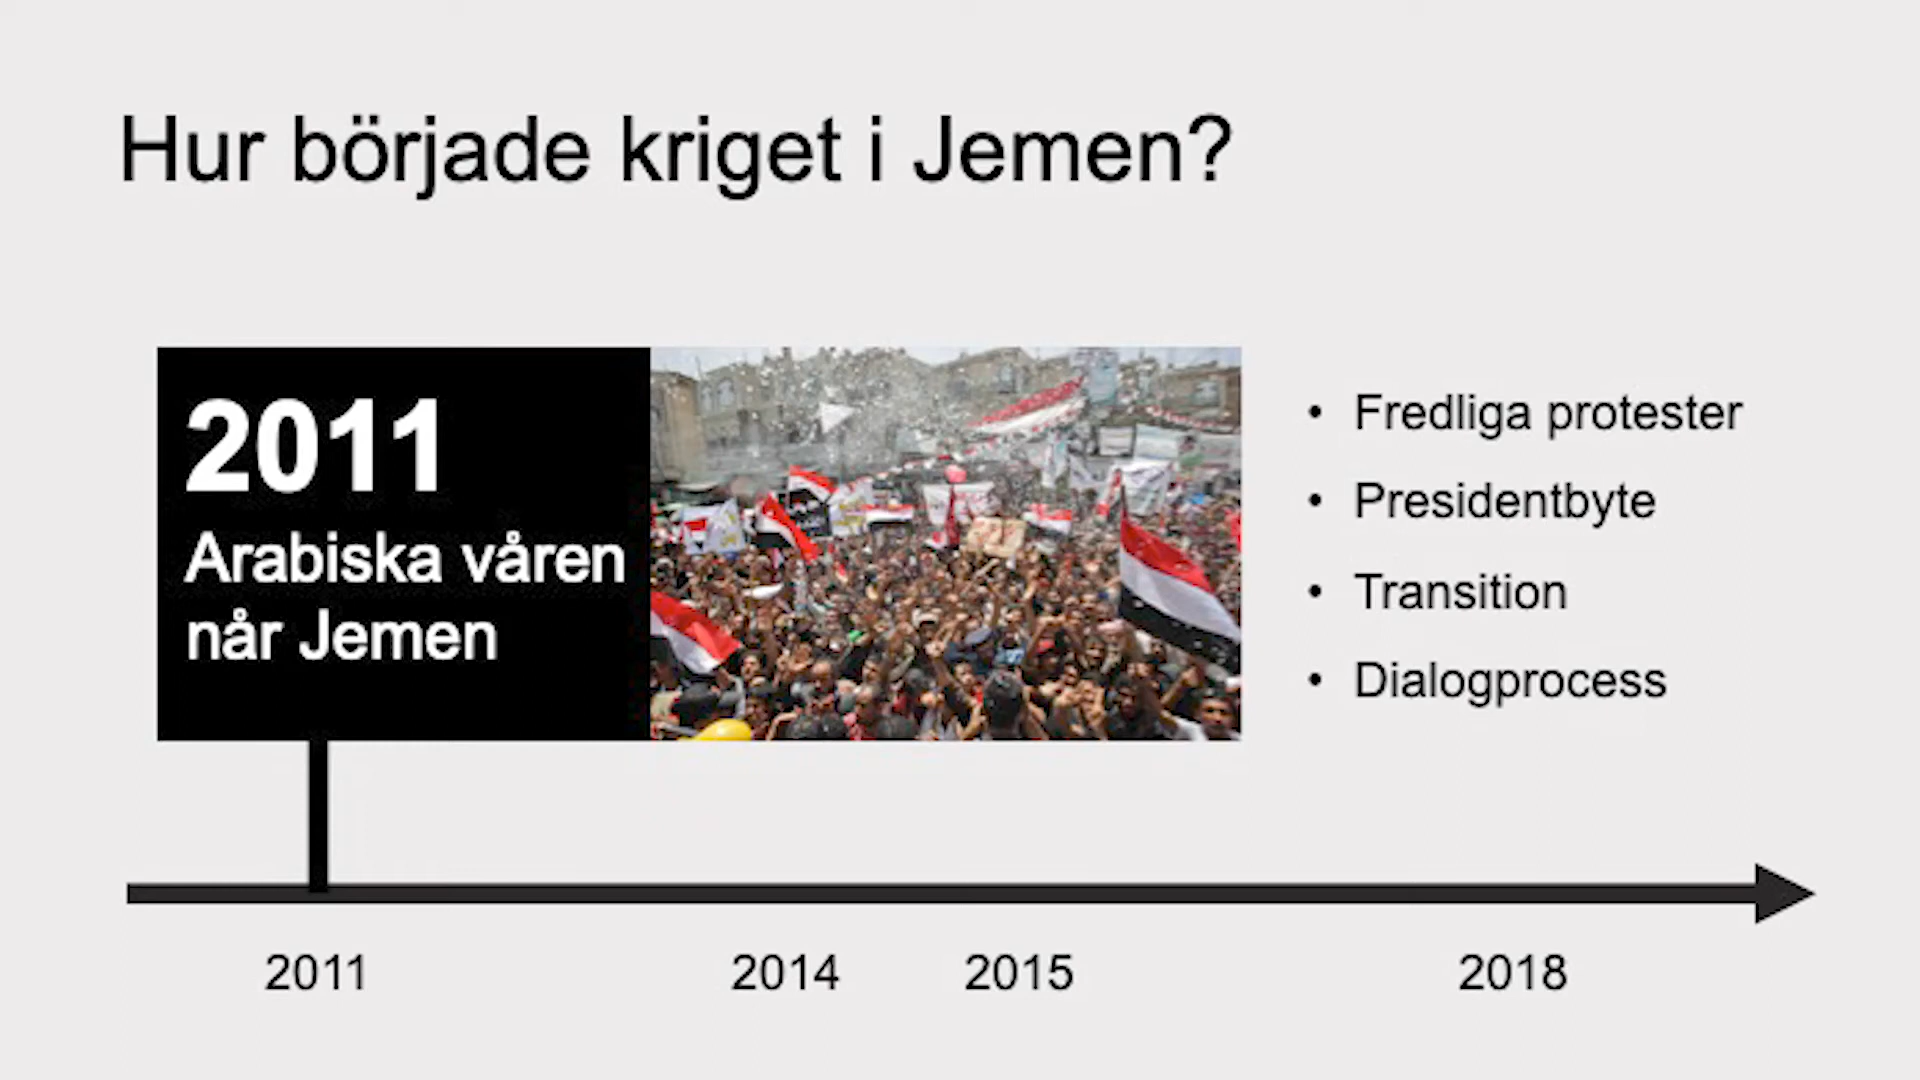 Hur började kriget i Jemen?
2011
Arabiska våren
når Jemen
• Fredliga protester
• Presidentbyte
• Transition
• Dialogprocess
2011 2014 2015 2018